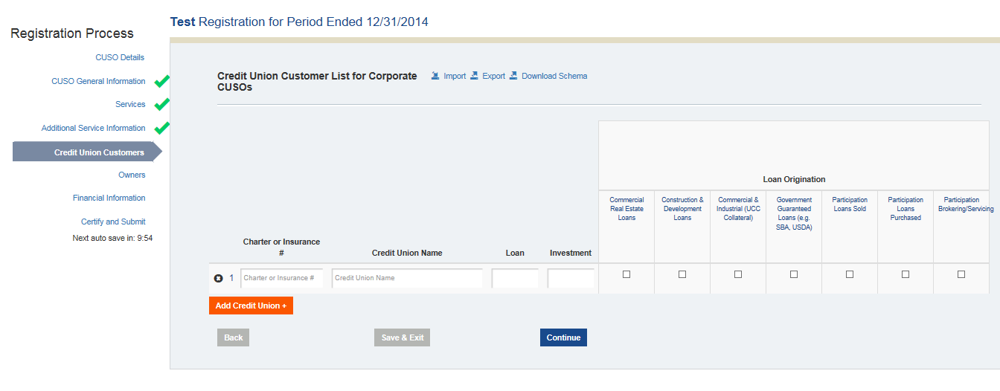 Test Registration for Period Ended 12/31/2014
Registration Process
CUSO Details
CUSO General Information
Services
Additional Service Information
Credit Union Customers
Owners
Financial Information
Certify and Submit
Next auto save in: 9:54
Credit Union Customer List for Corporate
CUSOs
Import Export Download Schema
Loan Origination
Commercial
Real Estate
Loans
Construction &
Development
Loans
Commercial &
Industrial (UCC
Collateral)
Government
Guaranteed
Loans (e.g.
SBA, USDA)
Participation
Loans Sold
Participation
Loans
Purchased
Participation
Brokering/Servicing
Charter or Insurance
#
Credit Union Name
Loan
Investment
1 Charter or Insurance # Credit Union Name
Add Credit Union +
Back Save & Exit Continue